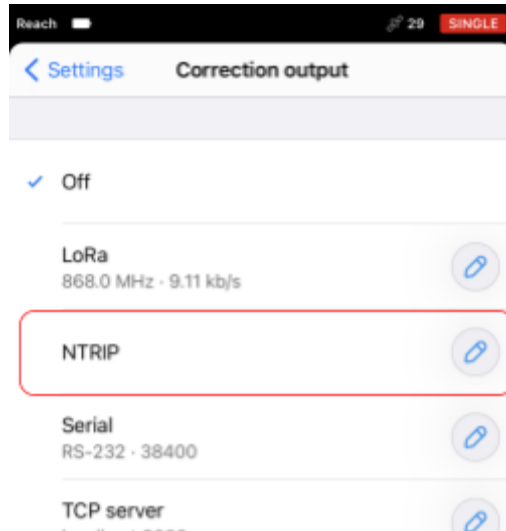 Reach 29 SINGLE
Settings Correction output
Off
LoRa
868.0 MHz · 9.11 kb/s
NTRIP
Serial
RS-232 · 38400
TCP server